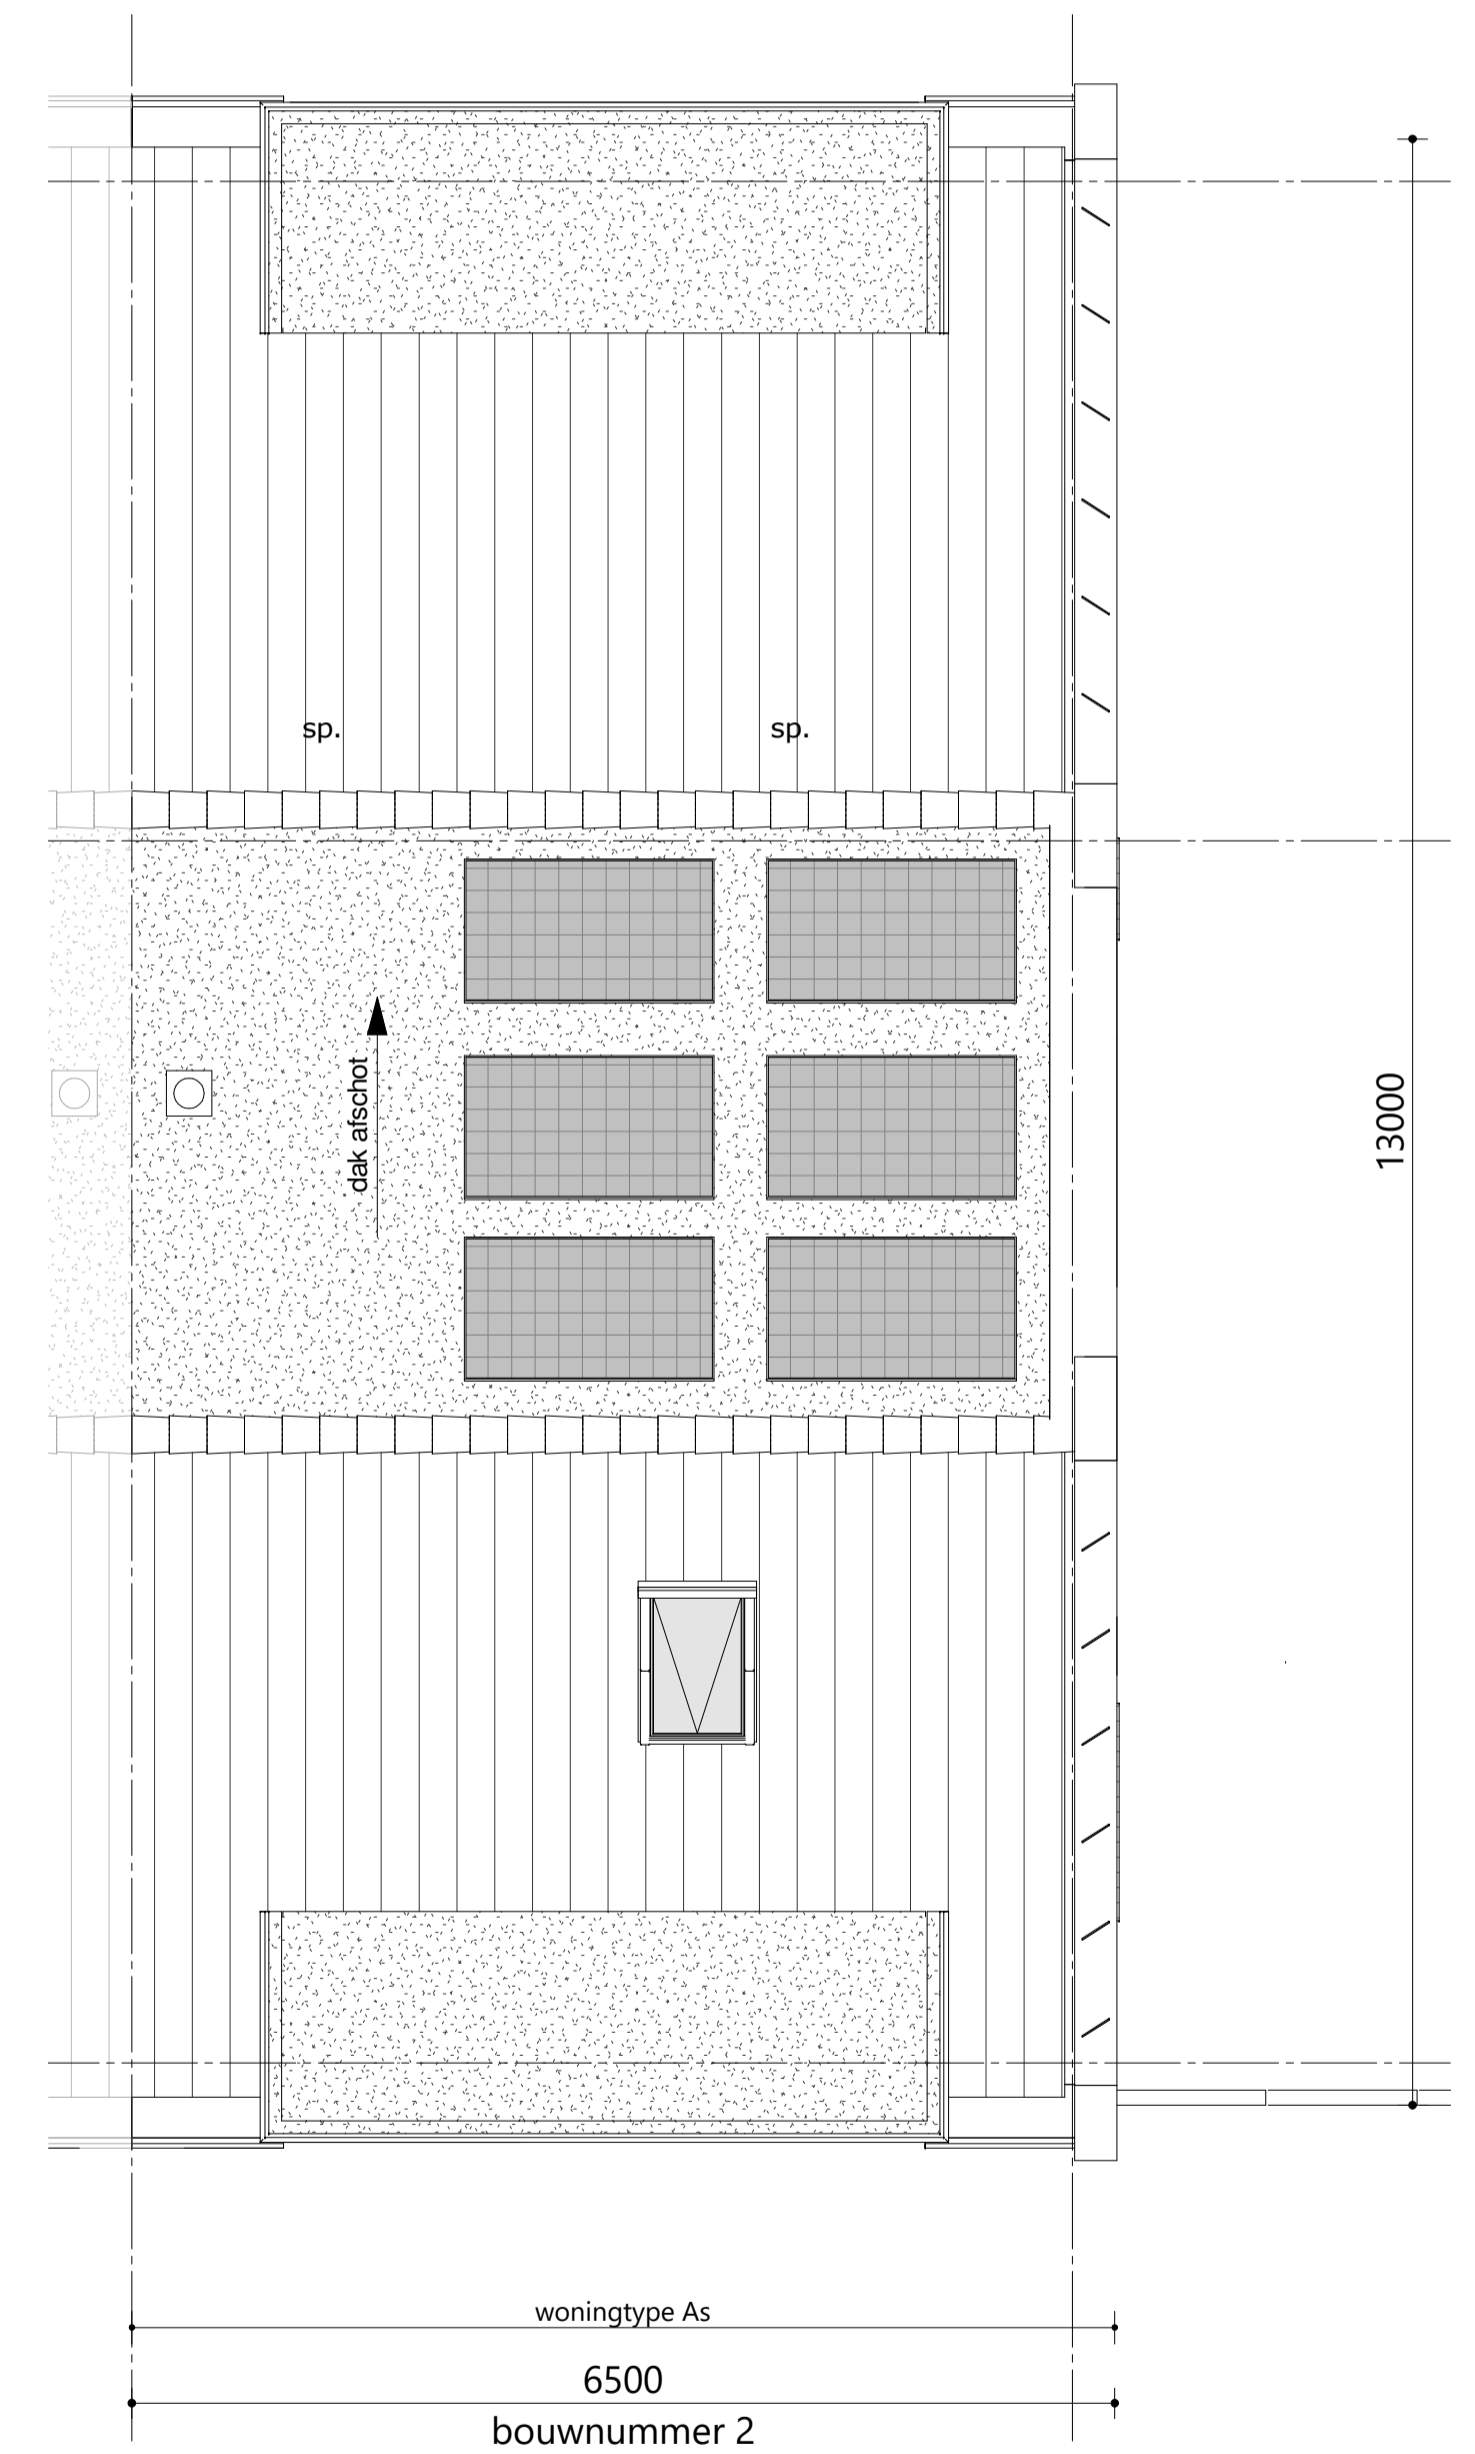 sp.
sp.
dak afschot
13000
woningtype As
6500
bouwnummer 2